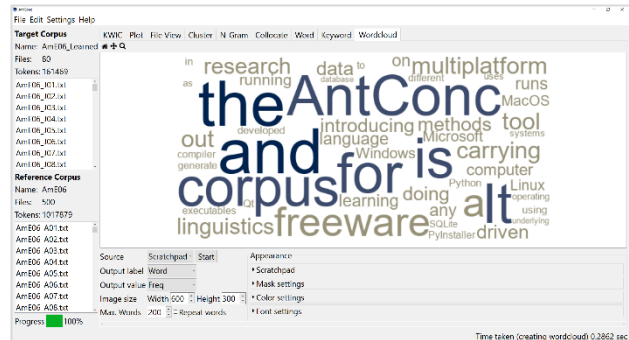 AntConc
File Edit Settings Help
Target Corpus
Name: AmE06_Learned
Files: 80
Tokens: 161469
AmE06_J01.txt
AmE06_J02.txt
AmE06_J03.txt
AmE06_J04.txt
AmE06_J05.txt
AmE06_J06.txt
AmE06_J07.txt
AmE06_J08.txt
Reference Corpus
Name: AmE06
Files: 500
Tokens: 1017879
AmE06_A01.txt
AmE06_A02.txt
AmE06_A03.txt
AmE06_A04.txt
AmE06_A05.txt
AmE06_A06.txt
AmE06_A07.txt
AmE06_A08.txt
Progress 100%
KWIC Plot File View Cluster N-Gram Collocate Word Keyword Wordcloud
in research data to on multiplatform
as running database different uses runs
the AntConc MacOS
developed introducing methods tool
out and language Microsoft systems
compiler Windows is carrying
generate corpus for computer
learning doing Python Linux
executables Qt any alt operating
linguistics freeware SQLite using
PyInstaller driven underlying
Source Scratchpad Start
Output label Word
Output value Freq
Image size Width 600 Height 300
Max. Words 200 Repeat words
Appearance
Scratchpad
Mask settings
Color settings
Font settings
Time taken (creating wordcloud) 0.2862 sec